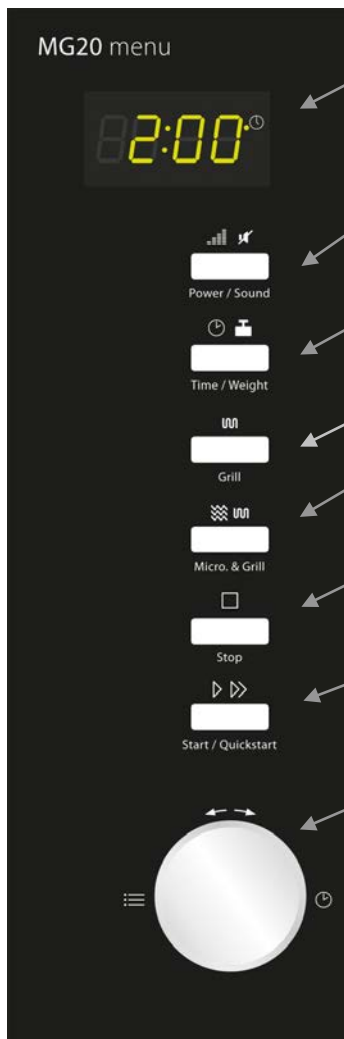 MG20 menu
2:00
Power / Sound
Time / Weight
Grill
Micro. & Grill
Stop
Start / Quickstart